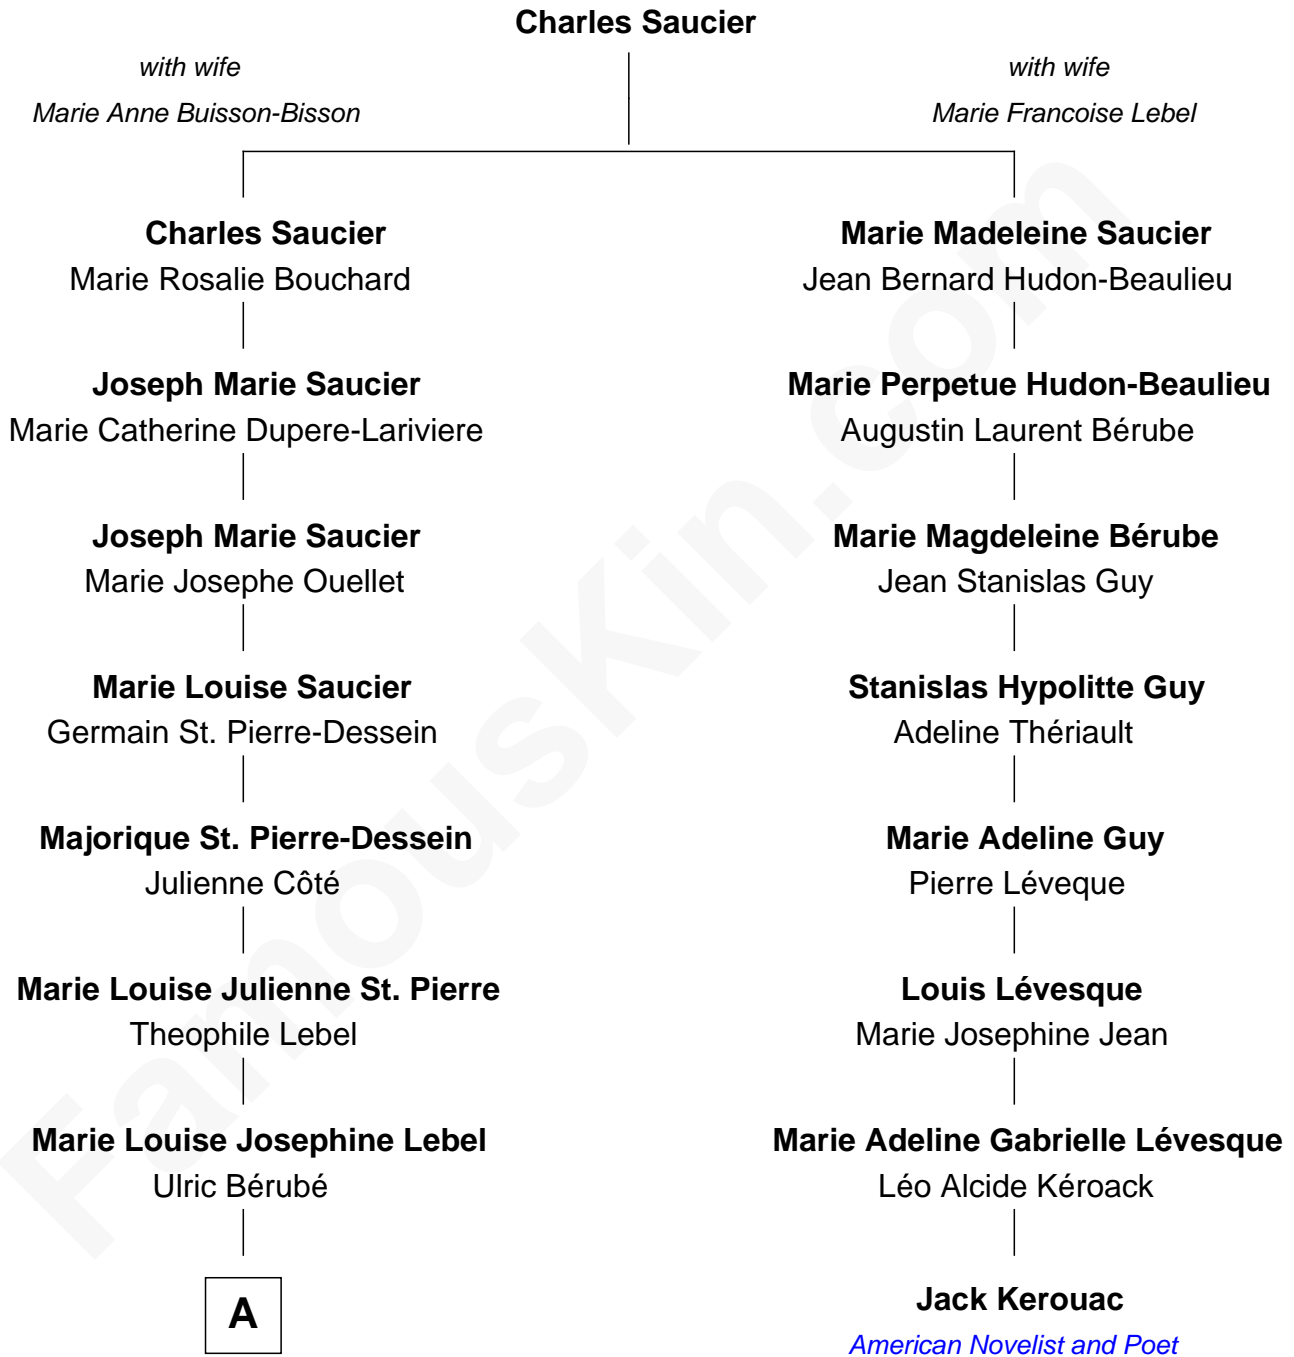 Charles Saucier
with wife
Marie Anne Buisson-Bisson
with wife
Marie Francoise Lebel
Charles Saucier
Marie Rosalie Bouchard
Joseph Marie Saucier
Marie Catherine Dupere-Lariviere
Joseph Marie Saucier
Marie Josephe Ouellet
Marie Louise Saucier
Germain St. Pierre-Dessein
Majorique St. Pierre-Dessein
Julienne Côté
Marie Louise Julienne St. Pierre
Theophile Lebel
Marie Louise Josephine Lebel
Ulric Bérubé
A
Marie Madeleine Saucier
Jean Bernard Hudon-Beaulieu
Marie Perpetue Hudon-Beaulieu
Augustin Laurent Bérube
Marie Magdeleine Bérube
Jean Stanislas Guy
Stanislas Hypolitte Guy
Adeline Thériault
Marie Adeline Guy
Pierre Léveque
Louis Lévesque
Marie Josephine Jean
Marie Adeline Gabrielle Lévesque
Léo Alcide Kéroack
Jack Kerouac
American Novelist and Poet
FamousKin.com